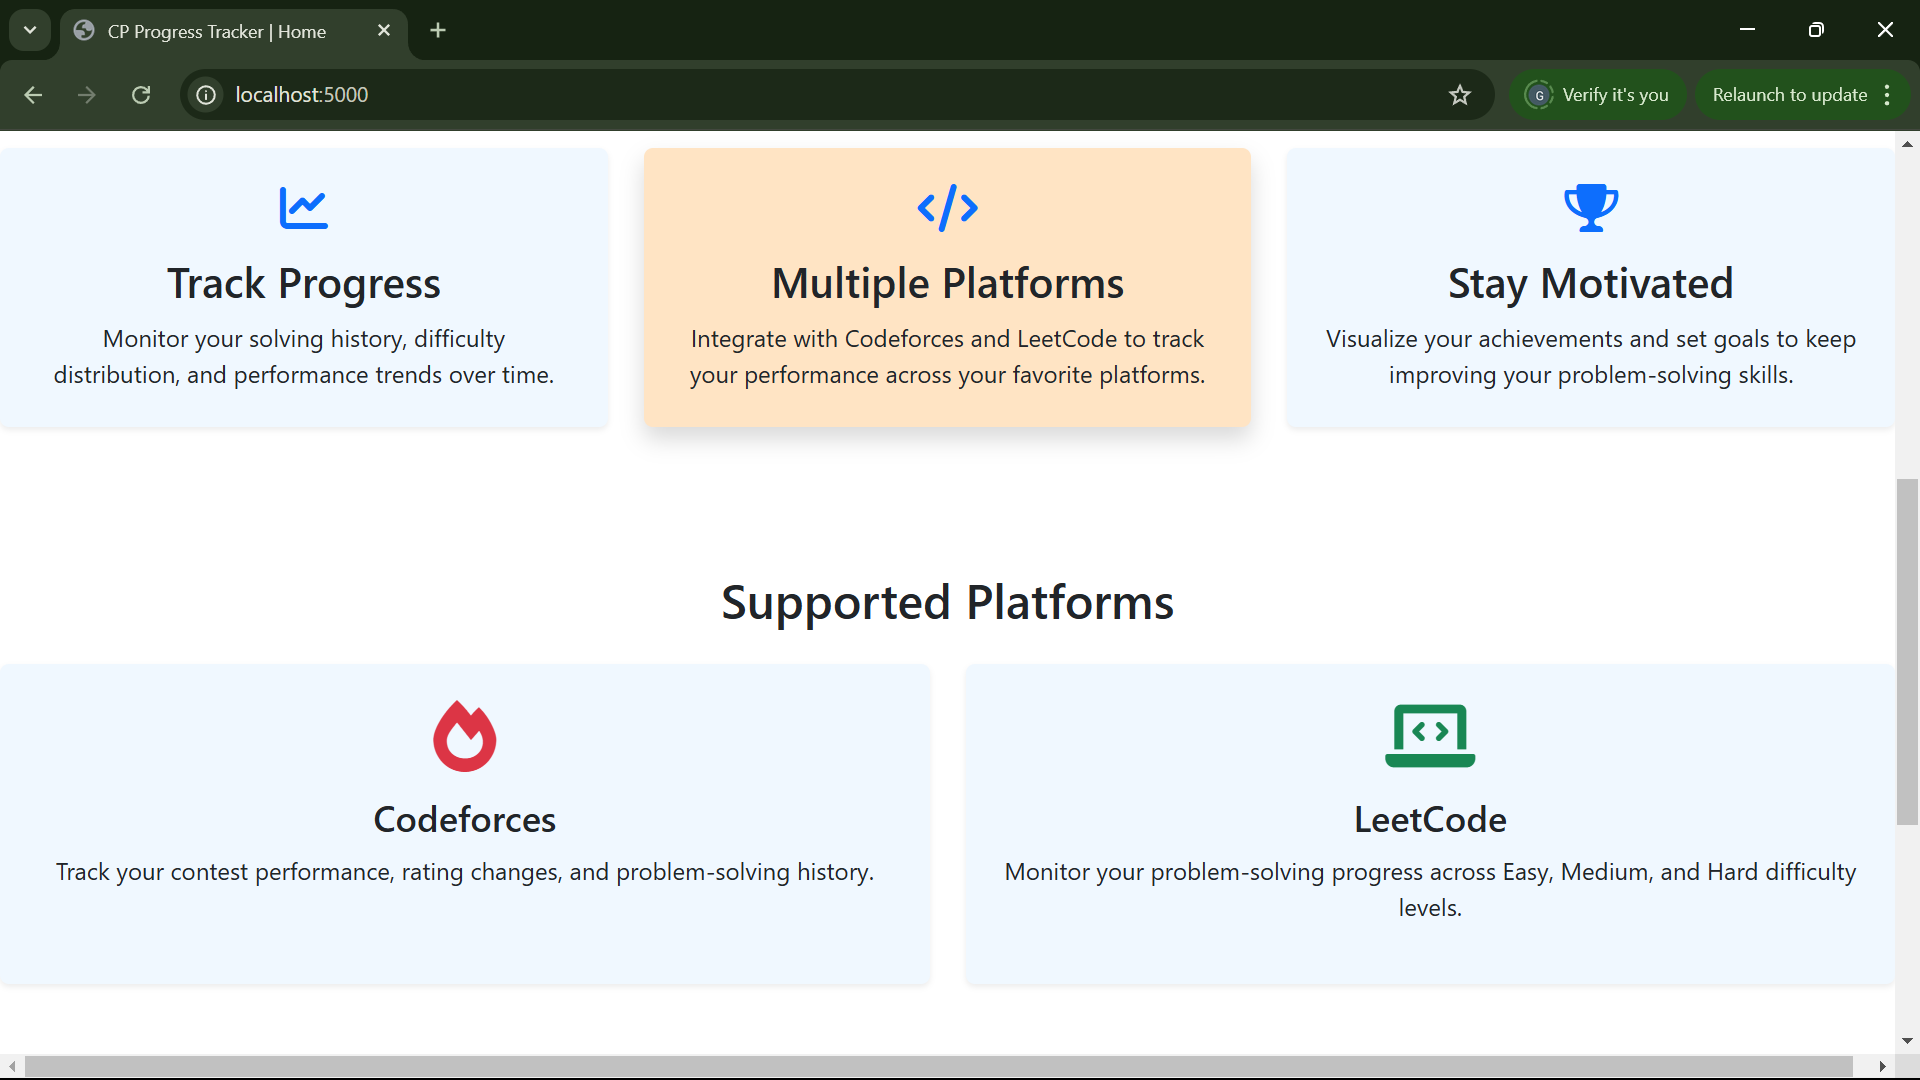 CP Progress Tracker | Home
localhost:5000
G
Verify it's you
Relaunch to update
Track Progress
Monitor your solving history, difficulty
distribution, and performance trends over time.
Multiple Platforms
Integrate with Codeforces and LeetCode to track
your performance across your favorite platforms.
Stay Motivated
Visualize your achievements and set goals to keep
improving your problem-solving skills.
Supported Platforms
Codeforces
Track your contest performance, rating changes, and problem-solving history.
LeetCode
Monitor your problem-solving progress across Easy, Medium, and Hard difficulty
levels.